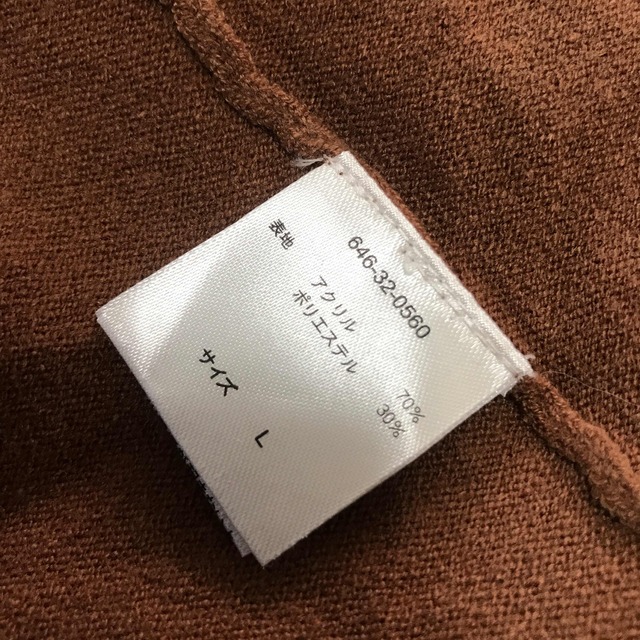 646-32-0560
表地
アクリル 70%
ポリエステル 30%
サイズ L